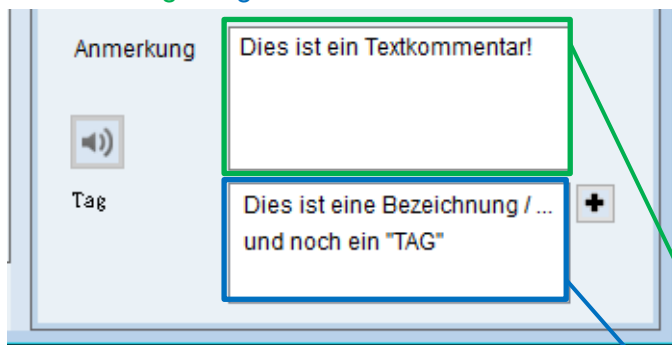 Anmerkung
Dies ist ein Textkommentar!
Tag
Dies ist eine Bezeichnung / ...
und noch ein "TAG"